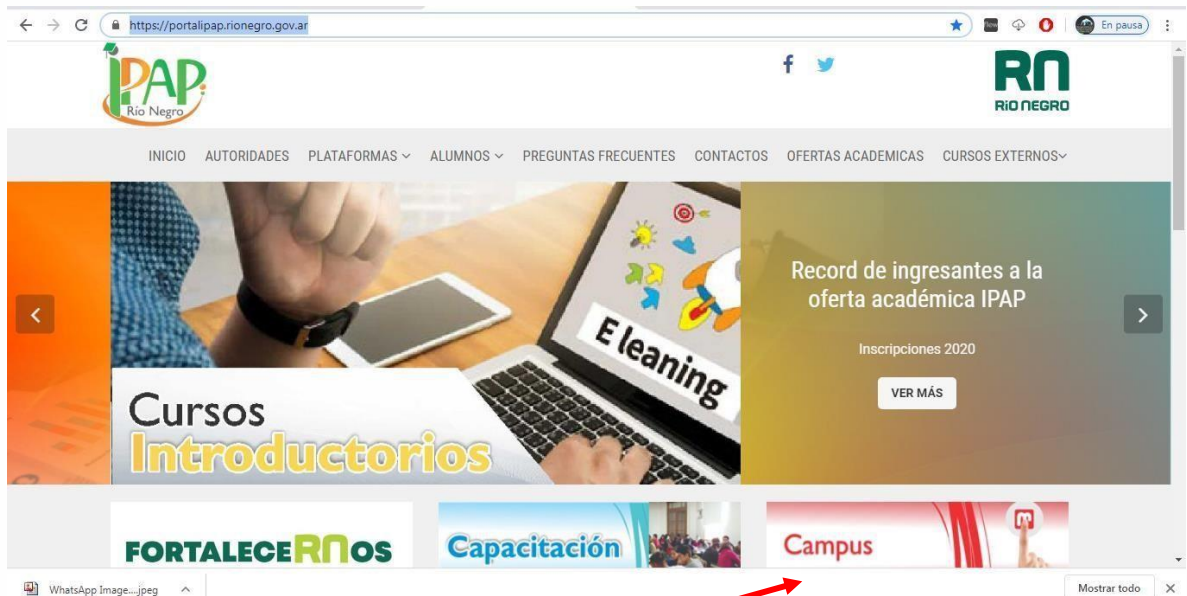 https://portalipap.rionegro.gov.ar
En pausa
iPAP
Río Negro
RN
RÍO NEGRO
INICIO AUTORIDADES PLATAFORMAS ALUMNOS PREGUNTAS FRECUENTES CONTACTOS OFERTAS ACADEMICAS CURSOS EXTERNOS
E leaning
Cursos
Introductorios
Record de ingresantes a la
oferta académica IPAP
Inscripciones 2020
VER MÁS
FORTALECERNOS
Capacitación
Campus
WhatsApp Image....jpeg
Mostrar todo